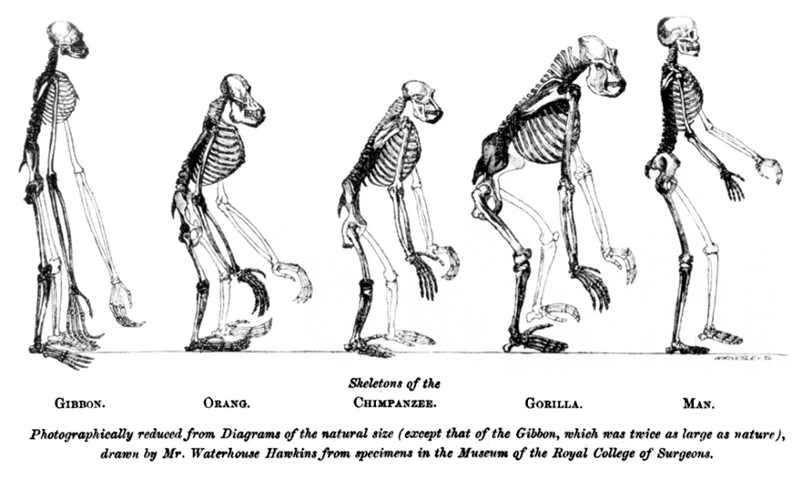 Skeletons of the
GIBBON. ORANG. CHIMPANZEE. GORILLA. MAN.
Photographically reduced from Diagrams of the natural size (except that of the Gibbon, which was twice as large as nature),
drawn by Mr. Waterhouse Hawkins from specimens in the Museum of the Royal College of Surgeons.